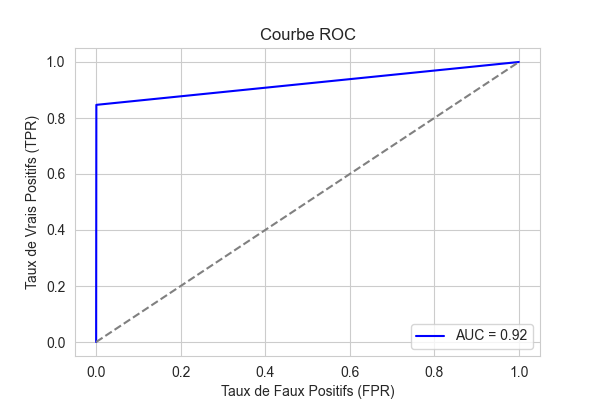 Courbe ROC
Taux de Vrais Positifs (TPR)
1.0
0.8
0.6
0.4
0.2
0.0
0.0 0.2 0.4 0.6 0.8 1.0
Taux de Faux Positifs (FPR)
AUC = 0.92